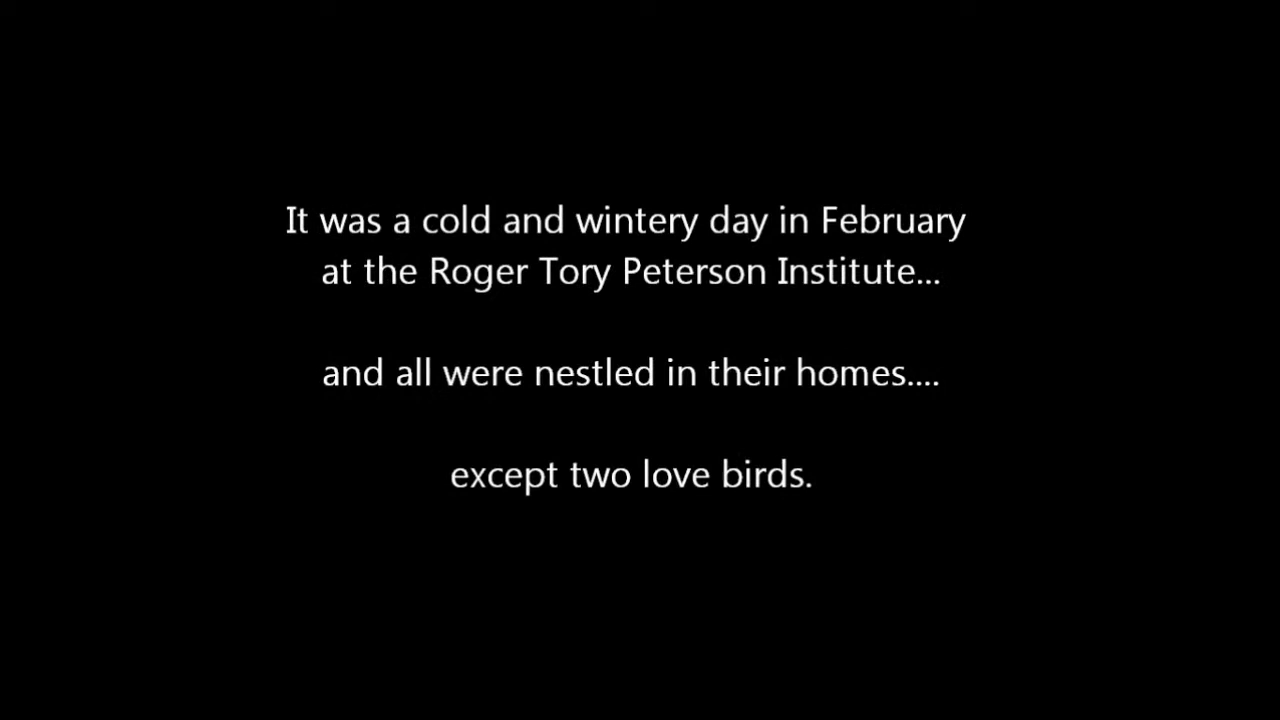 It was a cold and wintery day in February
at the Roger Tory Peterson Institute...
and all were nestled in their homes....
except two love birds.